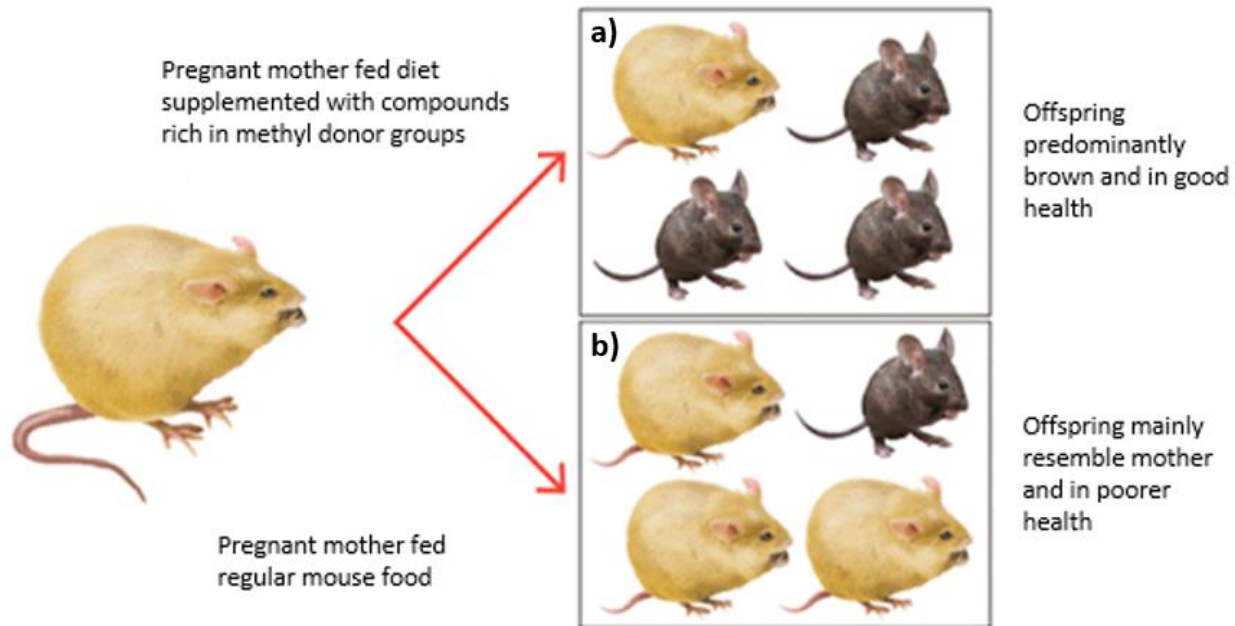 Pregnant mother fed diet
supplemented with compounds
rich in methyl donor groups
a)
Offspring
predominantly
brown and in good
health
b)
Offspring mainly
resemble mother
and in poorer
health
Pregnant mother fed
regular mouse food